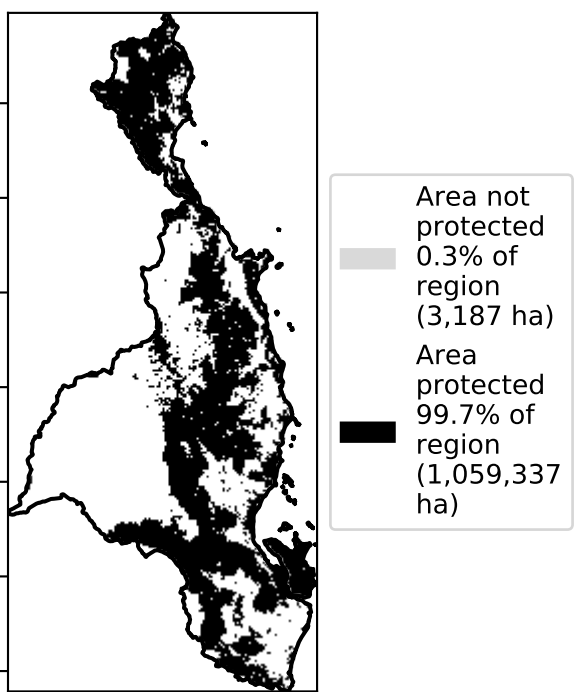 Area not
protected
0.3% of
region
(3,187 ha)
Area
protected
99.7% of
region
(1,059,337
ha)